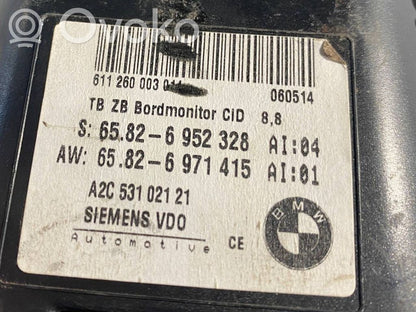 Ovoko
611 260 003 0
060514
TB ZB Bordmonitor CID 8,8
S: 65.82-6 952 328 AI:04
AW: 65.82-6 971 415 AI:01
A2C 531 021 21
SIEMENS VDO
Automotive CE
BMW